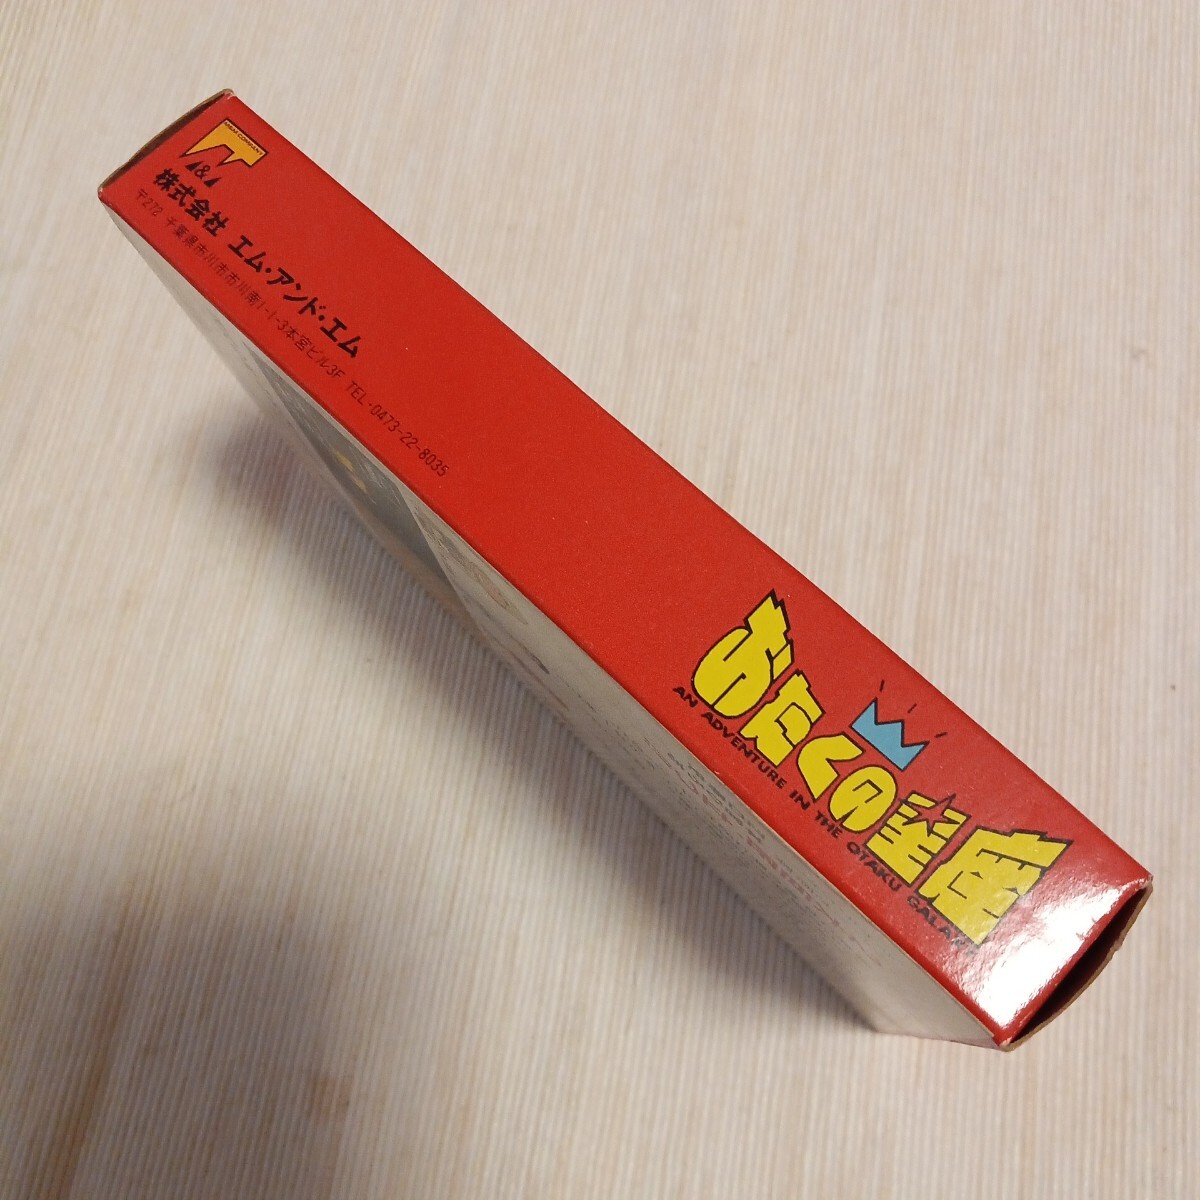 M&M COMPANY
M&M
株式会社 エム・アンド・エム
〒272 千葉県市川市市川南1-1-3本宮ビル3F TEL・0473-22-8035
おたくの星座
AN ADVENTURE IN THE OTAKU GALAXY